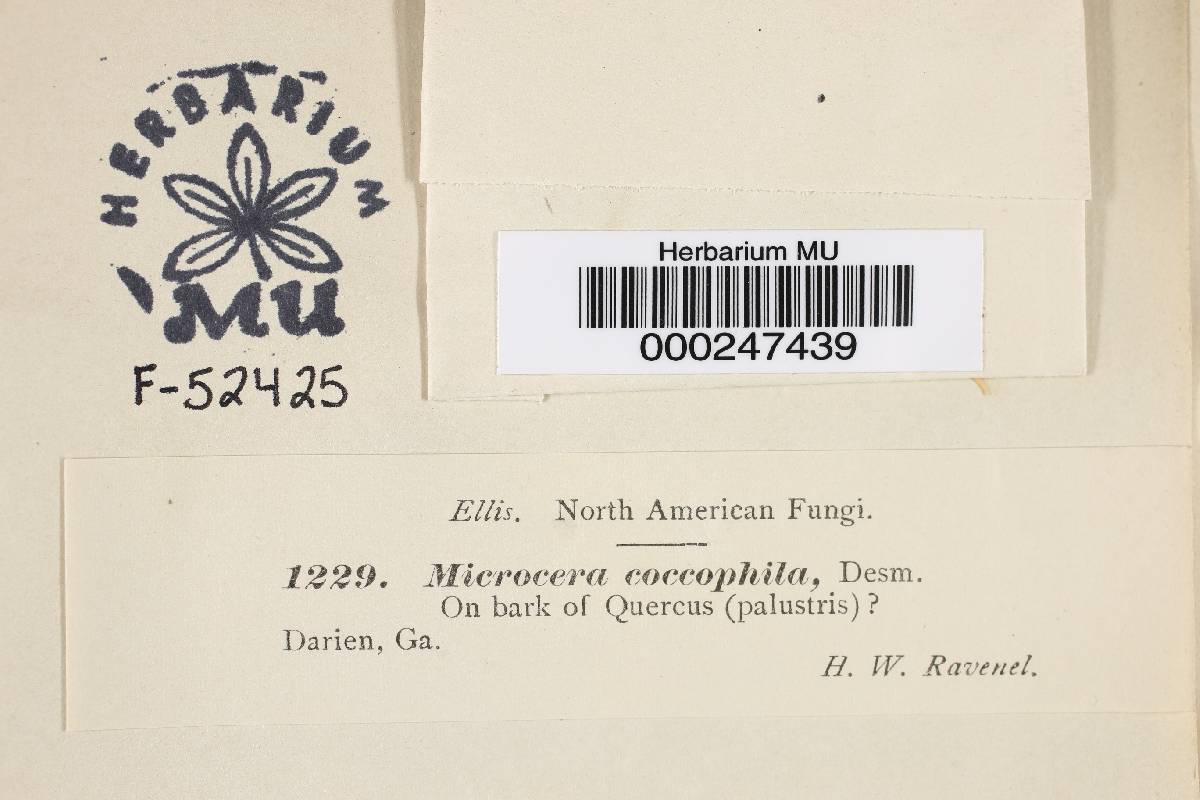 HERBARIUM
MU
F-52425
Herbarium MU
000247439
Ellis. North American Fungi.
1229. Microcera coccophila, Desm.
On bark of Quercus (palustris) ?
Darien, Ga.
H. W. Ravenel.